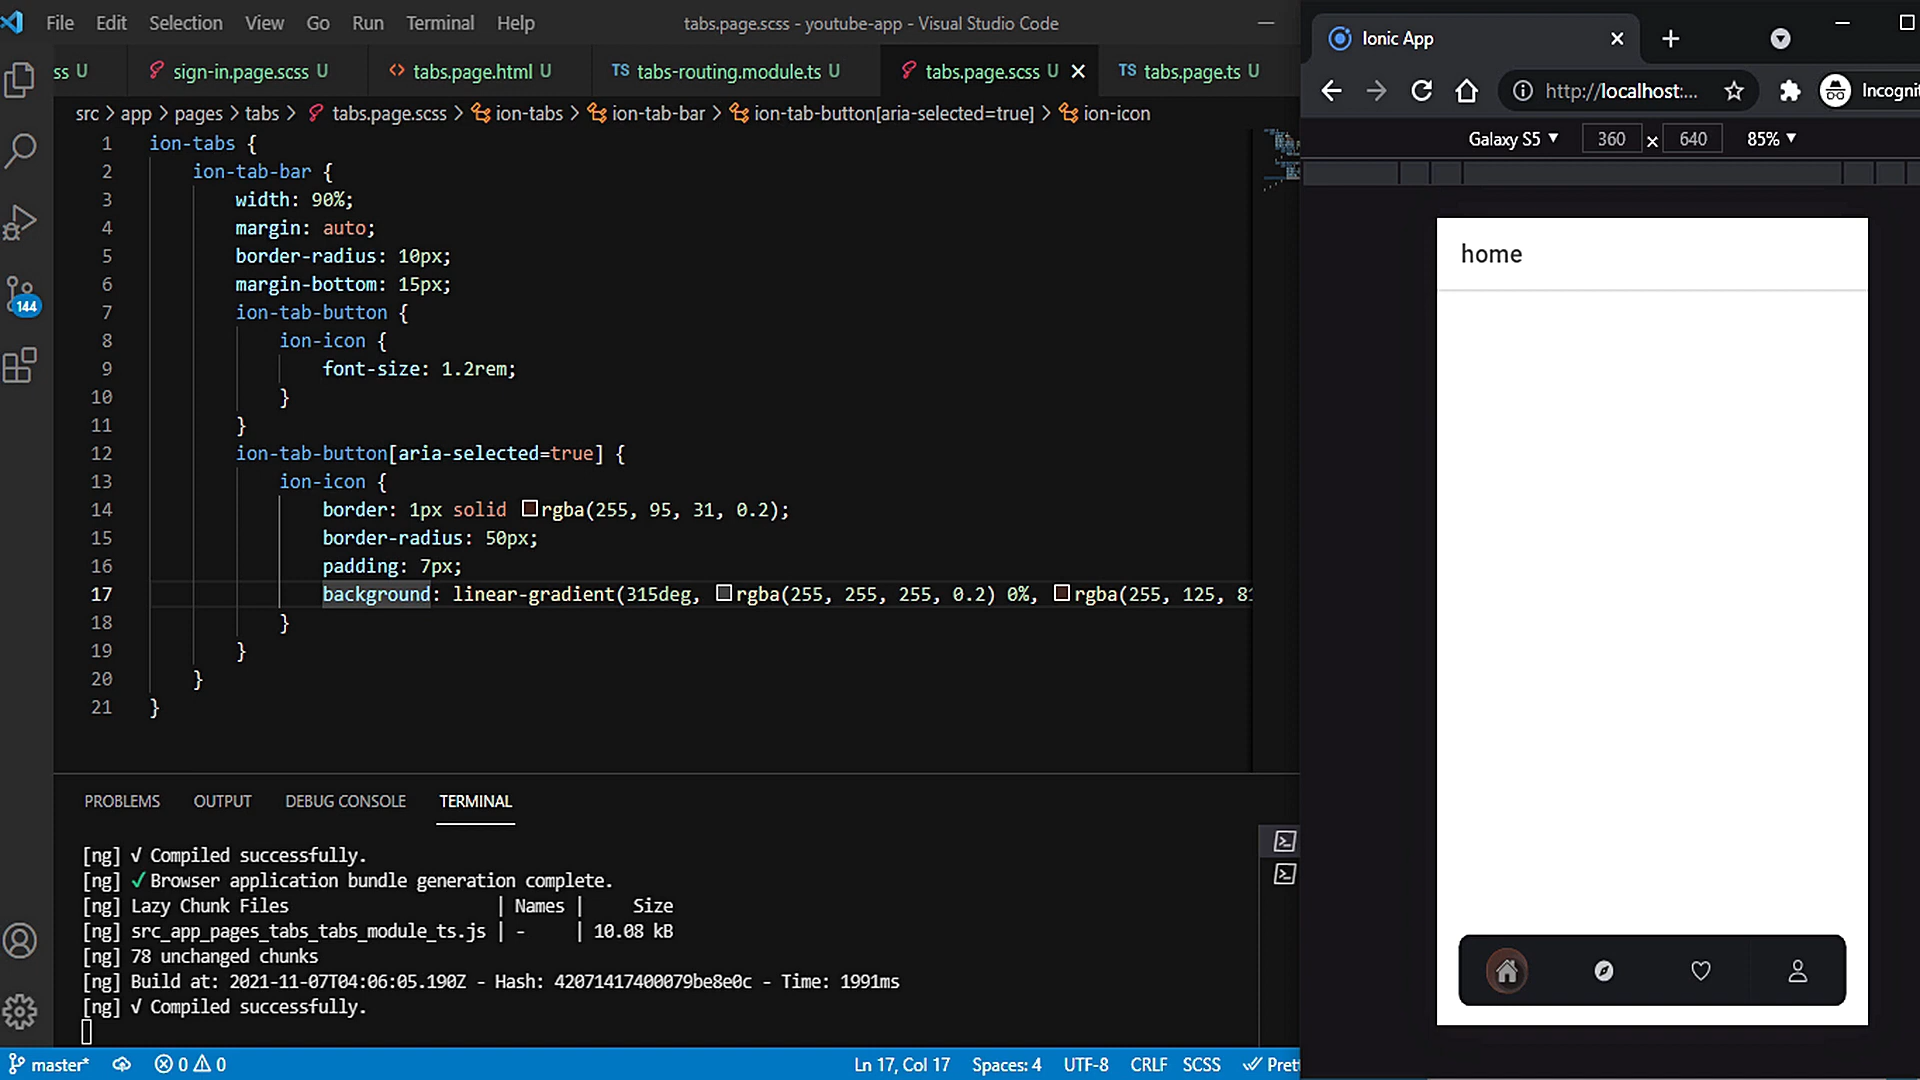 File Edit Selection View Go Run Terminal Help
tabs.page.scss - youtube-app - Visual Studio Code
ss U
sign-in.page.scss U
<> tabs.page.html U
TS tabs-routing.module.ts U
tabs.page.scss U
TS tabs.page.ts U
src > app > pages > tabs > tabs.page.scss > ion-tabs > ion-tab-bar > ion-tab-button[aria-selected=true] > ion-icon
1 ion-tabs {
2 ion-tab-bar {
3 width: 90%;
4 margin: auto;
5 border-radius: 10px;
6 margin-bottom: 15px;
7 ion-tab-button {
8 ion-icon {
9 font-size: 1.2rem;
10 }
11 }
12 ion-tab-button[aria-selected=true] {
13 ion-icon {
14 border: 1px solid rgba(255, 95, 31, 0.2);
15 border-radius: 50px;
16 padding: 7px;
17 background: linear-gradient(315deg, rgba(255, 255, 255, 0.2) 0%, rgba(255, 125, 81
18 }
19 }
20 }
21 }
144
PROBLEMS OUTPUT DEBUG CONSOLE TERMINAL
[ng] √ Compiled successfully.
[ng] ✓Browser application bundle generation complete.
[ng] Lazy Chunk Files | Names | Size
[ng] src_app_pages_tabs_tabs_module_ts.js | - | 10.08 kB
[ng] 78 unchanged chunks
[ng] Build at: 2021-11-07T04:06:05.190Z - Hash: 42071417400079be8e0c - Time: 1991ms
[ng] √ Compiled successfully.
master* 0 0 Ln 17, Col 17 Spaces: 4 UTF-8 CRLF SCSS Prett
Ionic App
http://localhost:... Incognit
Galaxy S5 360 x 640 85%
home